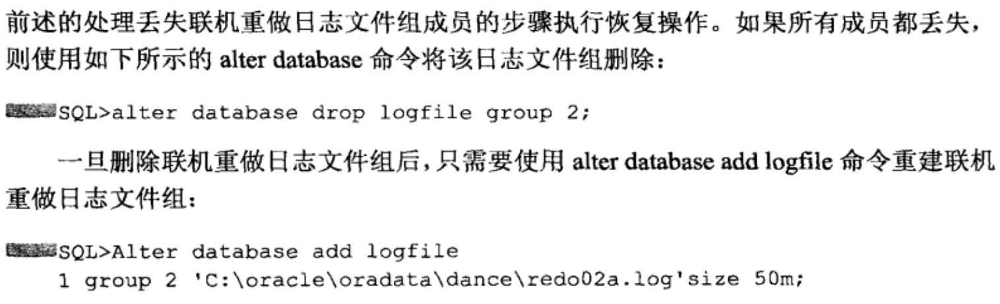 前述的处理丢失联机重做日志文件组成员的步骤执行恢复操作。如果所有成员都丢失，
则使用如下所示的 alter database 命令将该日志文件组删除：
SQL>alter database drop logfile group 2;
一旦删除联机重做日志文件组后，只需要使用 alter database add logfile 命令重建联机
重做日志文件组：
SQL>Alter database add logfile
1 group 2 'C:\oracle\oradata\dance\redo02a.log'size 50m;